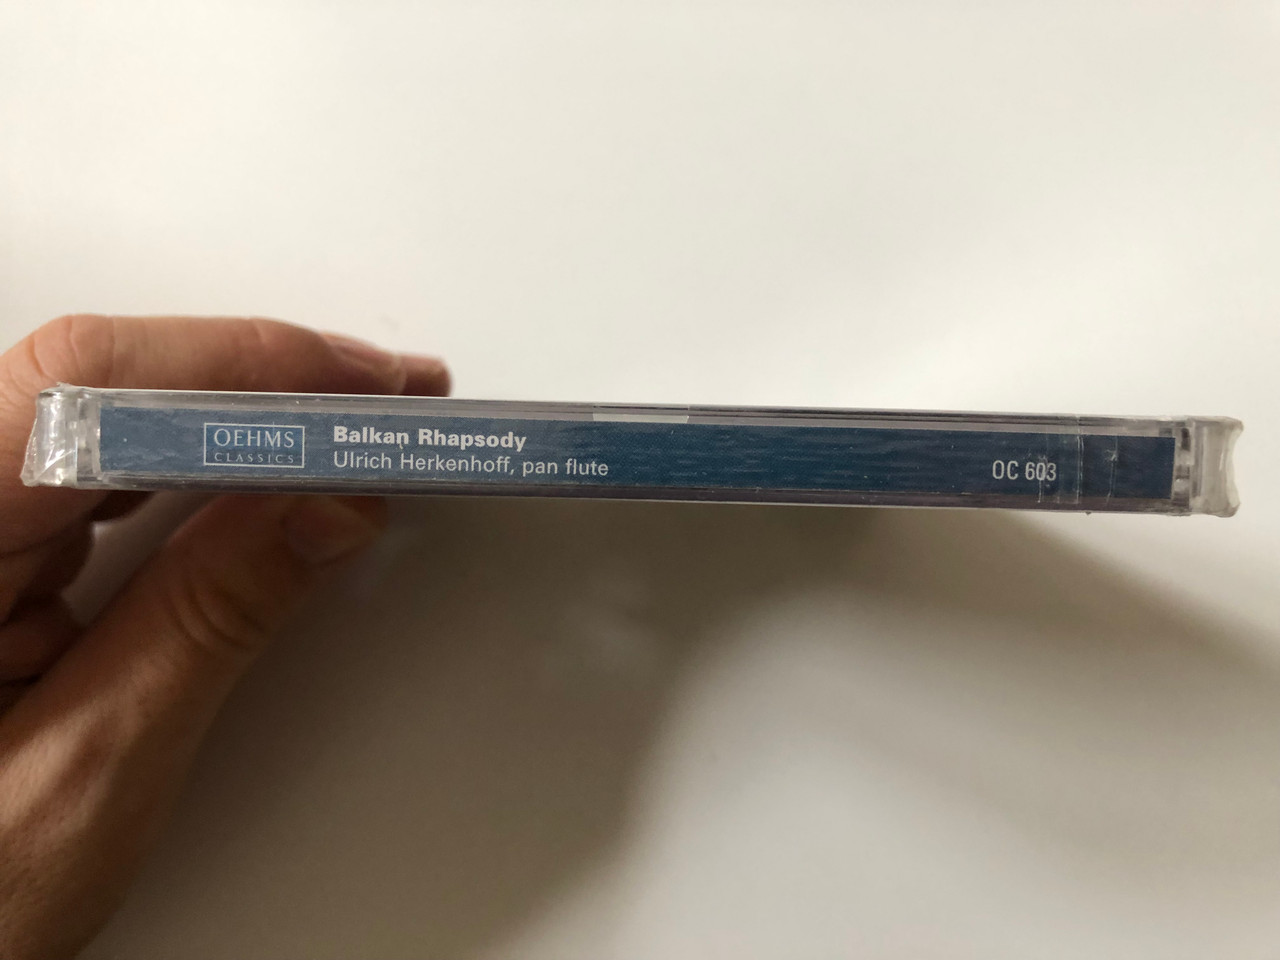 OEHMS
CLASSICS
Balkan Rhapsody
Ulrich Herkenhoff, pan flute
OC 603